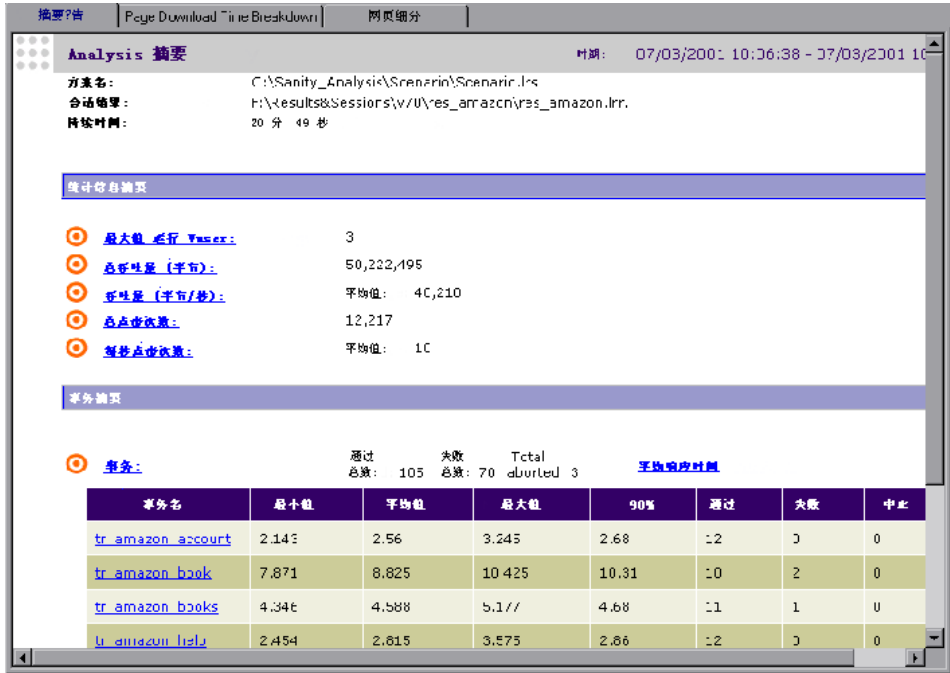 摘要?告 Page Download Time Breakdown 网页细分
Analysis 摘要 时期: 07/03/2001 10:06:38 - 07/03/2001 10
方案名: C:\Sanity_Analysis\Scenario\Scenario.lrs
会话结果: F:\Results&Sessions\v70\res_amazon\res_amazon.lrr.
持续时间: 20 分 49 秒
统计信息摘要
最大值 运行 Vuser: 3
总吞吐量 (字节): 50,222,495
吞吐量 (字节/秒): 平均值: 40,210
总点击次数: 12,217
每秒点击次数: 平均值: 10
事务摘要
事务: 通过总数: 105 失败总数: 70 Total aborted 3 平均响应时间
事务名 最小值 平均值 最大值 90% 通过 失败 中止
tr_amazon_account 2.143 2.56 3.245 2.68 12 0 0
tr_amazon_book 7.871 8.825 10.425 10.31 10 2 0
tr_amazon_books 4.346 4.588 5.177 4.68 11 1 0
tr_amazon_help 2.454 2.815 3.575 2.86 12 0 0